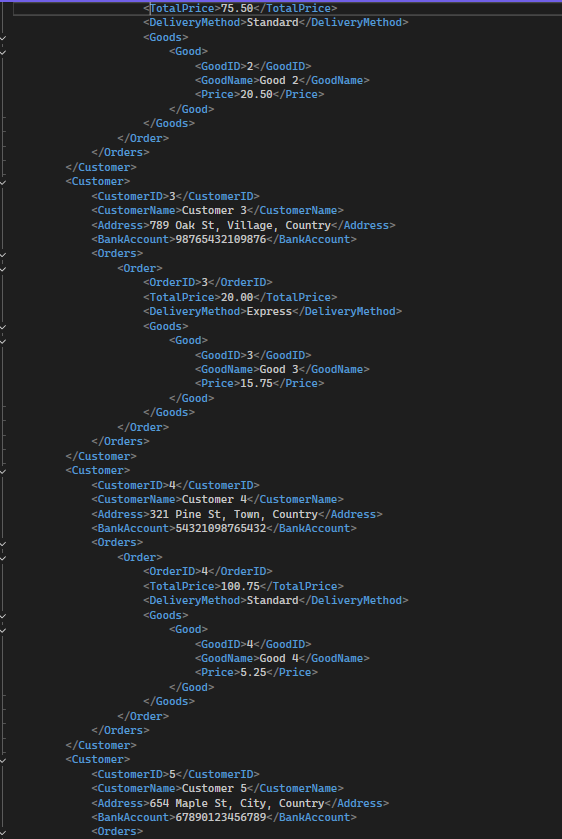 <TotalPrice>75.50</TotalPrice>
<DeliveryMethod>Standard</DeliveryMethod>
<Goods>
<Good>
<GoodID>2</GoodID>
<GoodName>Good 2</GoodName>
<Price>20.50</Price>
</Good>
</Goods>
</Order>
</Orders>
</Customer>
<Customer>
<CustomerID>3</CustomerID>
<CustomerName>Customer 3</CustomerName>
<Address>789 Oak St, Village, Country</Address>
<BankAccount>98765432109876</BankAccount>
<Orders>
<Order>
<OrderID>3</OrderID>
<TotalPrice>20.00</TotalPrice>
<DeliveryMethod>Express</DeliveryMethod>
<Goods>
<Good>
<GoodID>3</GoodID>
<GoodName>Good 3</GoodName>
<Price>15.75</Price>
</Good>
</Goods>
</Order>
</Orders>
</Customer>
<Customer>
<CustomerID>4</CustomerID>
<CustomerName>Customer 4</CustomerName>
<Address>321 Pine St, Town, Country</Address>
<BankAccount>54321098765432</BankAccount>
<Orders>
<Order>
<OrderID>4</OrderID>
<TotalPrice>100.75</TotalPrice>
<DeliveryMethod>Standard</DeliveryMethod>
<Goods>
<Good>
<GoodID>4</GoodID>
<GoodName>Good 4</GoodName>
<Price>5.25</Price>
</Good>
</Goods>
</Order>
</Orders>
</Customer>
<Customer>
<CustomerID>5</CustomerID>
<CustomerName>Customer 5</CustomerName>
<Address>654 Maple St, City, Country</Address>
<BankAccount>67890123456789</BankAccount>
<Orders>